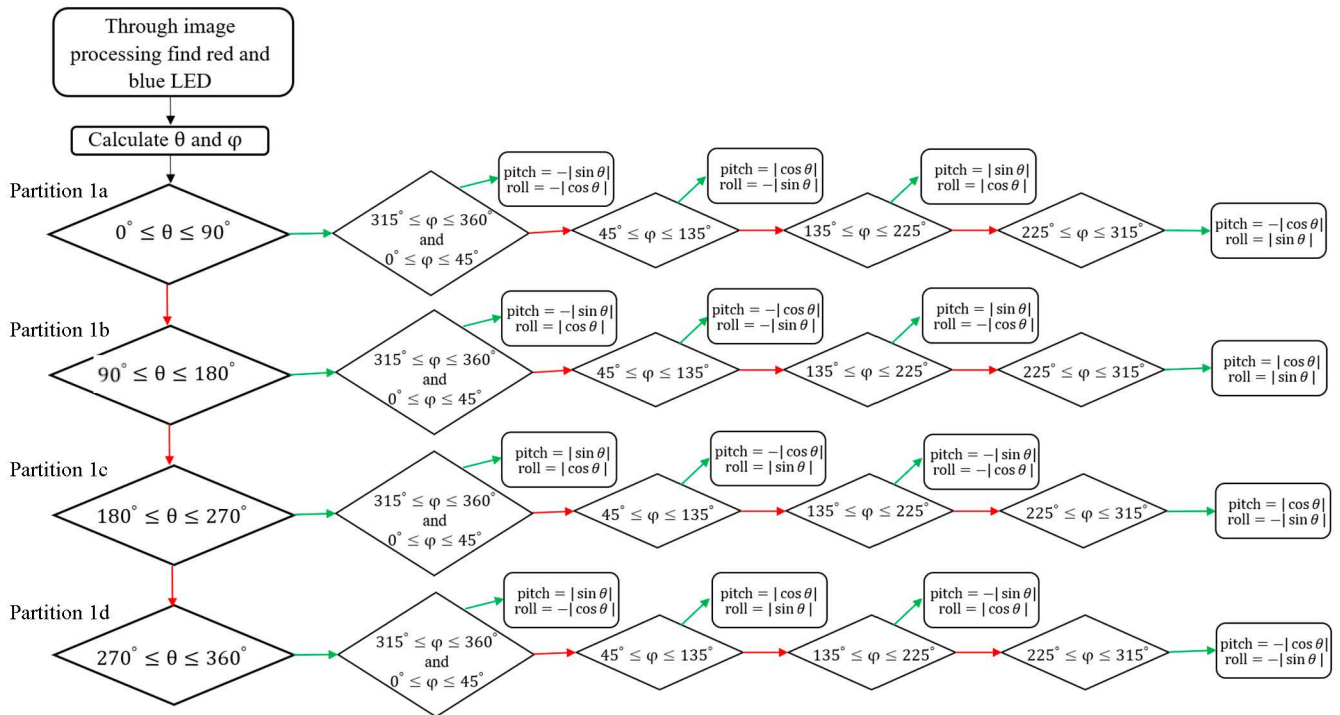 Through image
processing find red and
blue LED
Calculate θ and φ
Partition 1a
0° ≤ θ ≤ 90°
315° ≤ φ ≤ 360°
and
0° ≤ φ ≤ 45°
pitch = −| sin θ|
roll = −| cos θ |
45° ≤ φ ≤ 135°
pitch = | cos θ|
roll = −| sin θ |
135° ≤ φ ≤ 225°
pitch = | sin θ|
roll = | cos θ |
225° ≤ φ ≤ 315°
pitch = −| cos θ|
roll = | sin θ |
Partition 1b
90° ≤ θ ≤ 180°
315° ≤ φ ≤ 360°
and
0° ≤ φ ≤ 45°
pitch = −| sin θ|
roll = | cos θ |
45° ≤ φ ≤ 135°
pitch = −| cos θ|
roll = −| sin θ |
135° ≤ φ ≤ 225°
pitch = | sin θ|
roll = −| cos θ |
225° ≤ φ ≤ 315°
pitch = | cos θ|
roll = | sin θ |
Partition 1c
180° ≤ θ ≤ 270°
315° ≤ φ ≤ 360°
and
0° ≤ φ ≤ 45°
pitch = | sin θ|
roll = | cos θ |
45° ≤ φ ≤ 135°
pitch = −| cos θ|
roll = | sin θ |
135° ≤ φ ≤ 225°
pitch = −| sin θ|
roll = −| cos θ |
225° ≤ φ ≤ 315°
pitch = | cos θ|
roll = −| sin θ |
Partition 1d
270° ≤ θ ≤ 360°
315° ≤ φ ≤ 360°
and
0° ≤ φ ≤ 45°
pitch = | sin θ|
roll = −| cos θ |
45° ≤ φ ≤ 135°
pitch = | cos θ|
roll = | sin θ |
135° ≤ φ ≤ 225°
pitch = −| sin θ|
roll = | cos θ |
225° ≤ φ ≤ 315°
pitch = −| cos θ|
roll = −| sin θ |